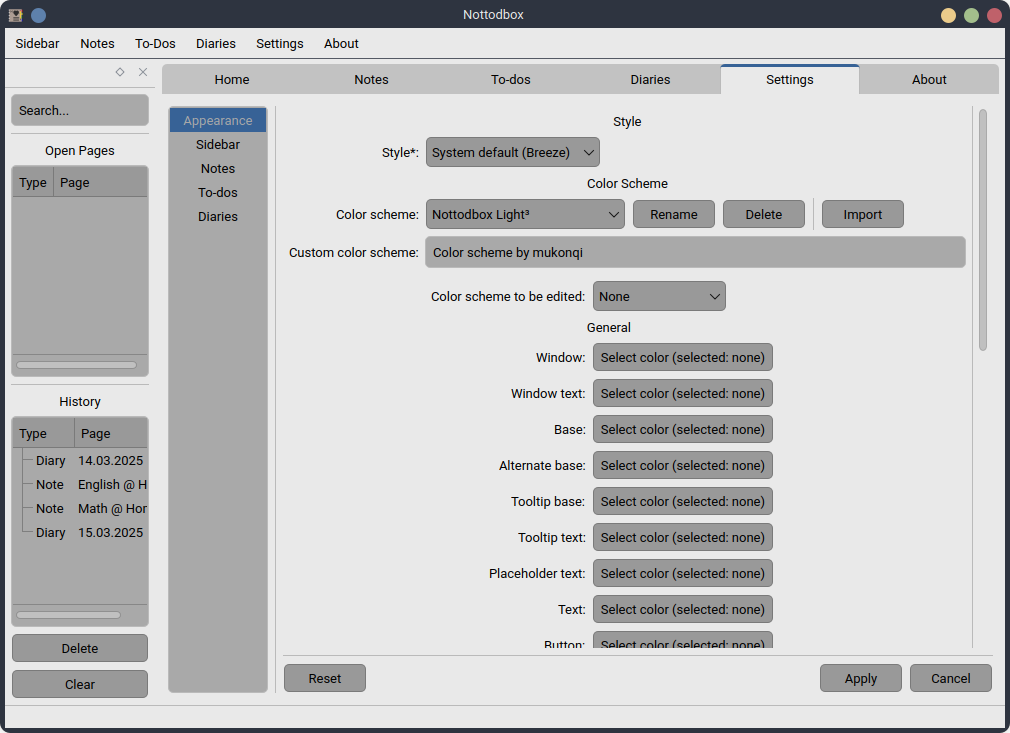 Nottodbox
Sidebar Notes To-Dos Diaries Settings About
Home Notes To-dos Diaries Settings About
Search...
Open Pages
Type Page
History
Type Page
Diary 14.03.2025
Note English @ H
Note Math @ Hor
Diary 15.03.2025
Delete
Clear
Appearance
Sidebar
Notes
To-dos
Diaries
Style
Style*: System default (Breeze)
Color Scheme
Color scheme: Nottodbox Light³ Rename Delete Import
Custom color scheme: Color scheme by mukonqi
Color scheme to be edited: None
General
Window: Select color (selected: none)
Window text: Select color (selected: none)
Base: Select color (selected: none)
Alternate base: Select color (selected: none)
Tooltip base: Select color (selected: none)
Tooltip text: Select color (selected: none)
Placeholder text: Select color (selected: none)
Text: Select color (selected: none)
Button: Select color (selected: none)
Reset Apply Cancel